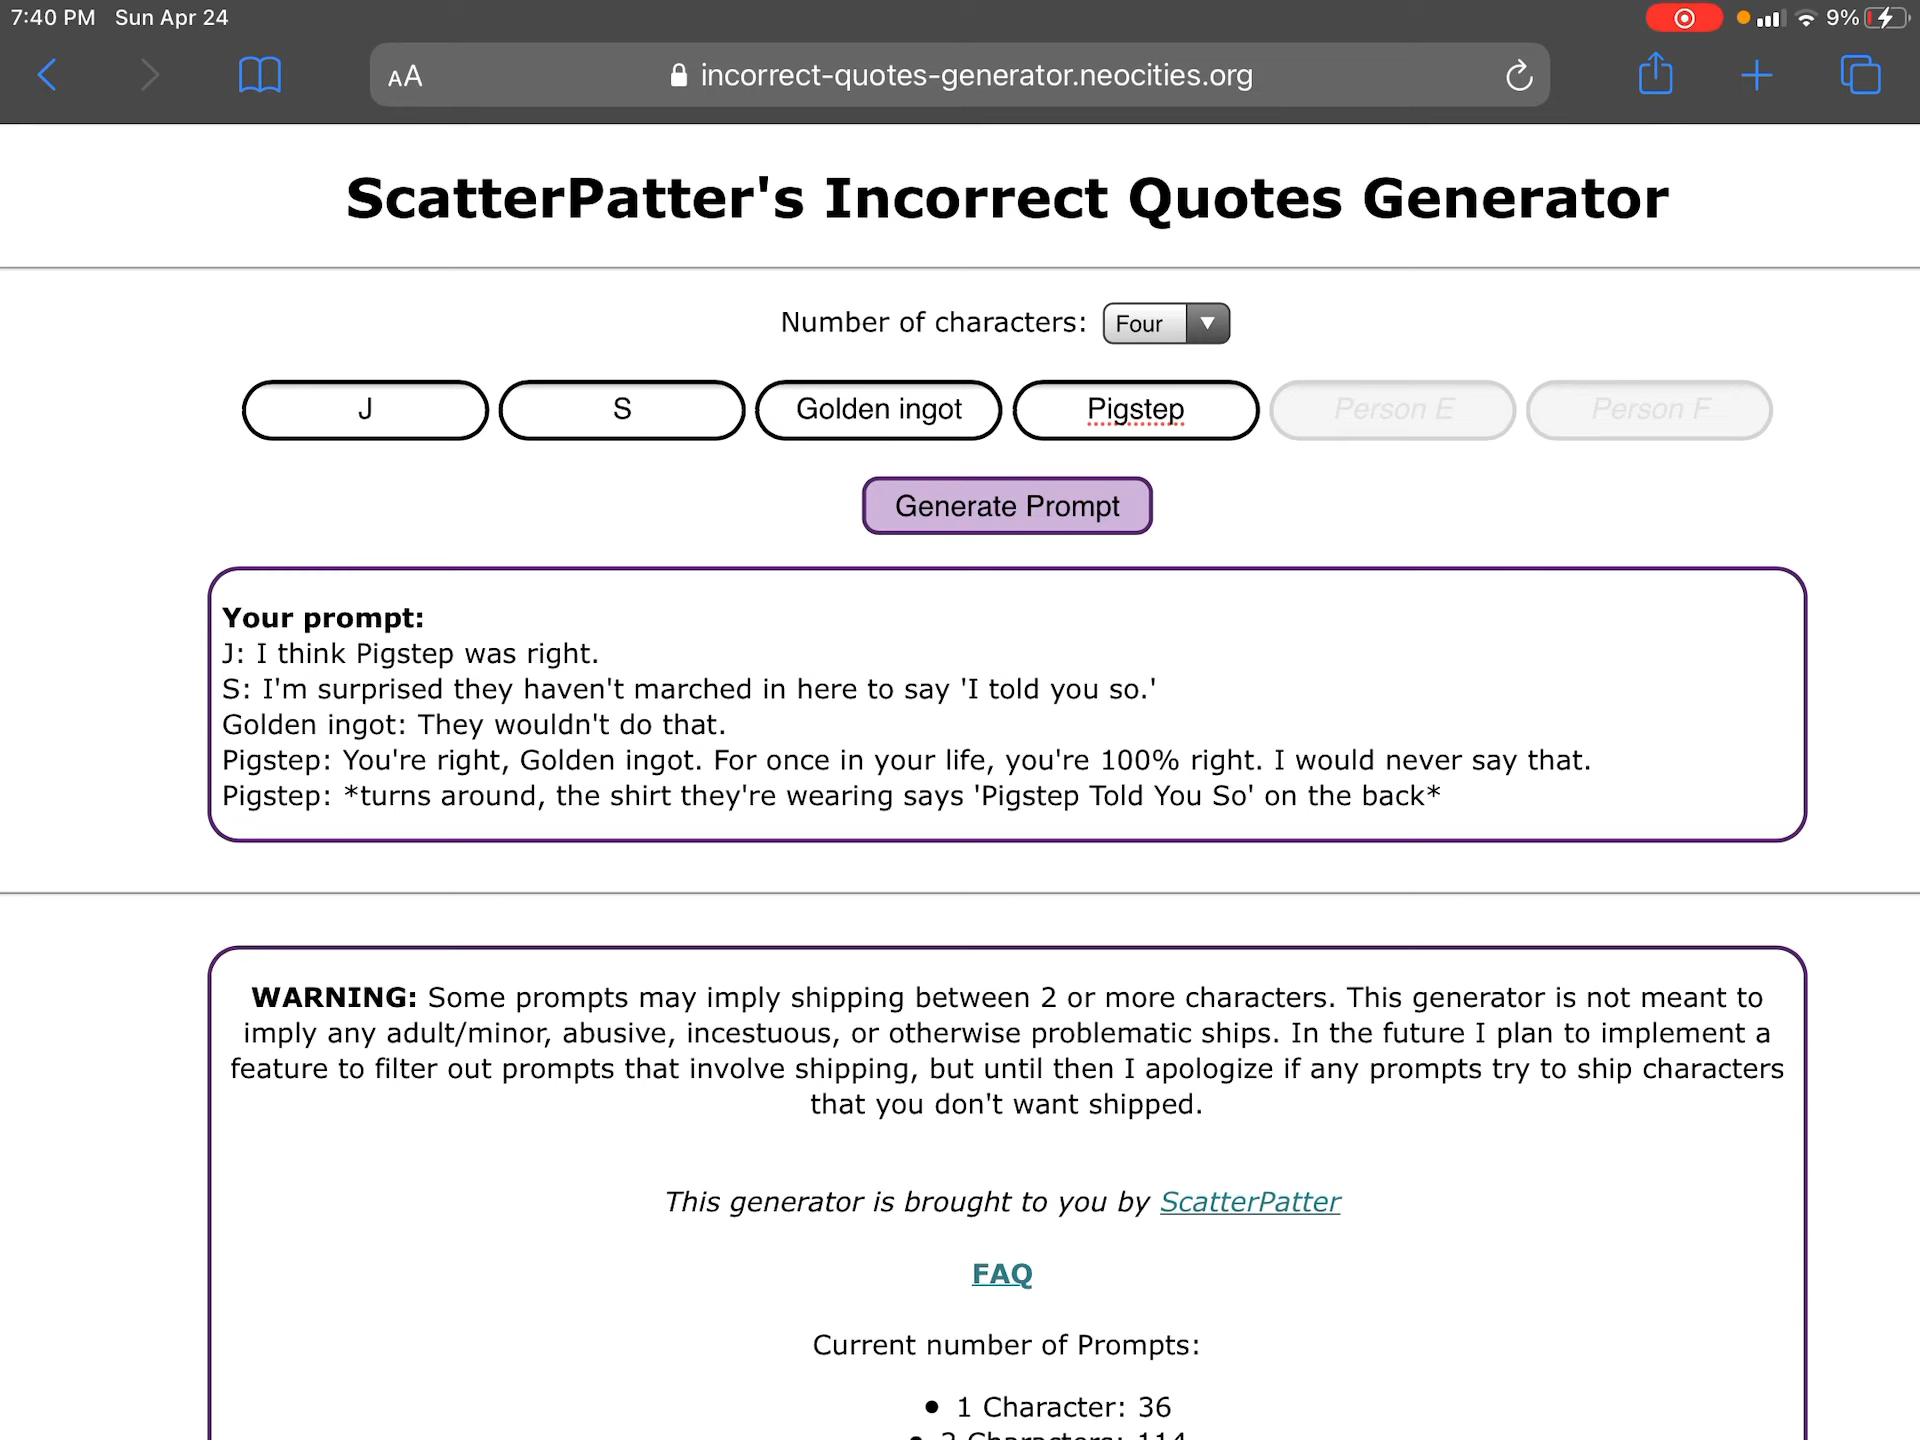 7:40 PM Sun Apr 24
9%
AA
incorrect-quotes-generator.neocities.org
ScatterPatter's Incorrect Quotes Generator
Number of characters: Four
J S Golden ingot Pigstep Person E Person F
Generate Prompt
Your prompt:
J: I think Pigstep was right.
S: I'm surprised they haven't marched in here to say 'I told you so.'
Golden ingot: They wouldn't do that.
Pigstep: You're right, Golden ingot. For once in your life, you're 100% right. I would never say that.
Pigstep: *turns around, the shirt they're wearing says 'Pigstep Told You So' on the back*
WARNING: Some prompts may imply shipping between 2 or more characters. This generator is not meant to
imply any adult/minor, abusive, incestuous, or otherwise problematic ships. In the future I plan to implement a
feature to filter out prompts that involve shipping, but until then I apologize if any prompts try to ship characters
that you don't want shipped.
This generator is brought to you by ScatterPatter
FAQ
Current number of Prompts:
• 1 Character: 36
• 2 Characters: 114